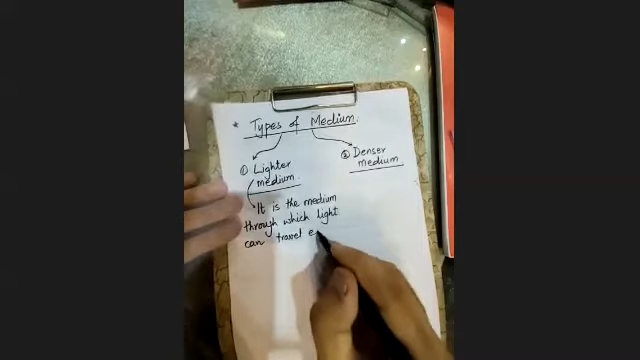 * Types of Medium.
① Lighter medium.
② Denser medium
It is the medium
through which light
can travel e